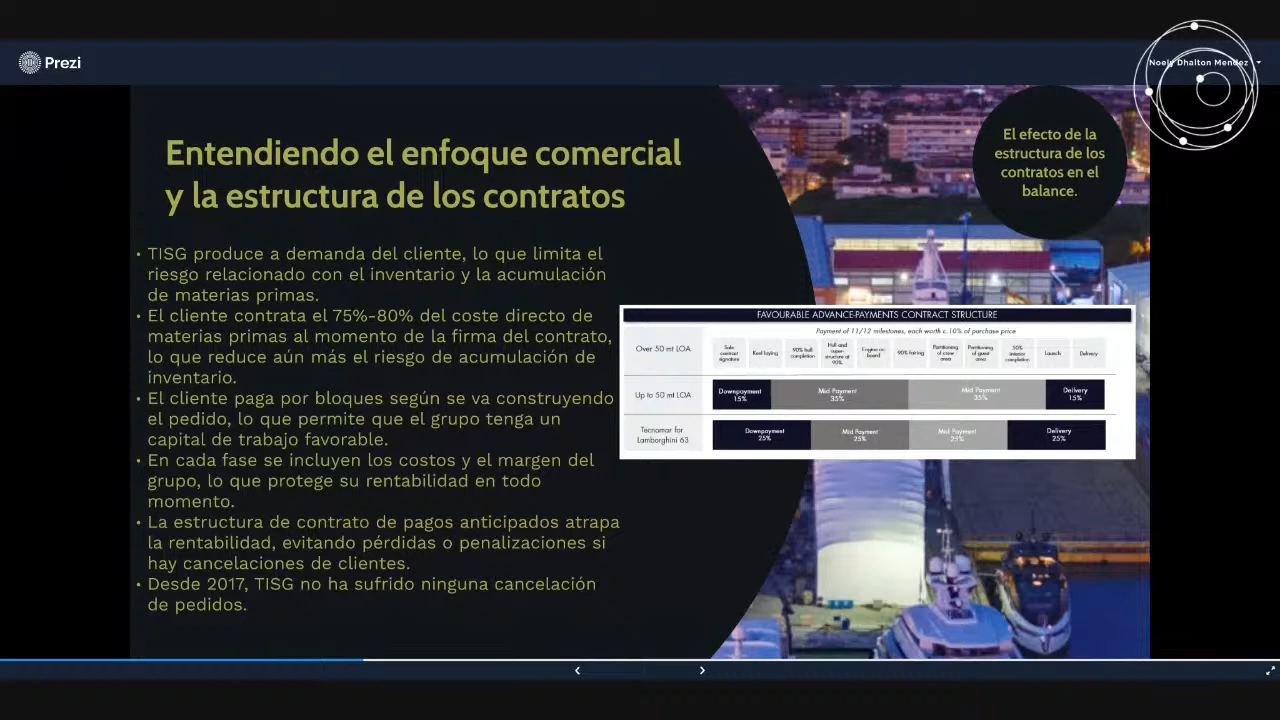 Prezi
Noely Dhalton Mendez
Entendiendo el enfoque comercial
y la estructura de los contratos
El efecto de la
estructura de los
contratos en el
balance.
• TISG produce a demanda del cliente, lo que limita el
riesgo relacionado con el inventario y la acumulación
de materias primas.
• El cliente contrata el 75%-80% del coste directo de
materias primas al momento de la firma del contrato,
lo que reduce aún más el riesgo de acumulación de
inventario.
• El cliente paga por bloques según se va construyendo
el pedido, lo que permite que el grupo tenga un
capital de trabajo favorable.
• En cada fase se incluyen los costos y el margen del
grupo, lo que protege su rentabilidad en todo
momento.
• La estructura de contrato de pagos anticipados atrapa
la rentabilidad, evitando pérdidas o penalizaciones si
hay cancelaciones de clientes.
• Desde 2017, TISG no ha sufrido ninguna cancelación
de pedidos.
FAVOURABLE ADVANCE-PAYMENTS CONTRACT STRUCTURE
Payment of 11/12 milestones, each worth c.10% of purchase price
Over 50 mt LOA
Sale
contract
signature
Keel laying
90% hull
completion
Hull and
super-
structure at
90%
Engine on
board
90% fairing
Partitioning
of crew
area
Partitioning
of guest
area
50%
interior
completion
Launch
Delivery
Up to 50 mt LOA
Downpayment
15%
Mid Payment
35%
Mid Payment
35%
Delivery
15%
Tecnomar for
Lamborghini 63
Downpayment
25%
Mid Payment
25%
Mid Payment
25%
Delivery
25%